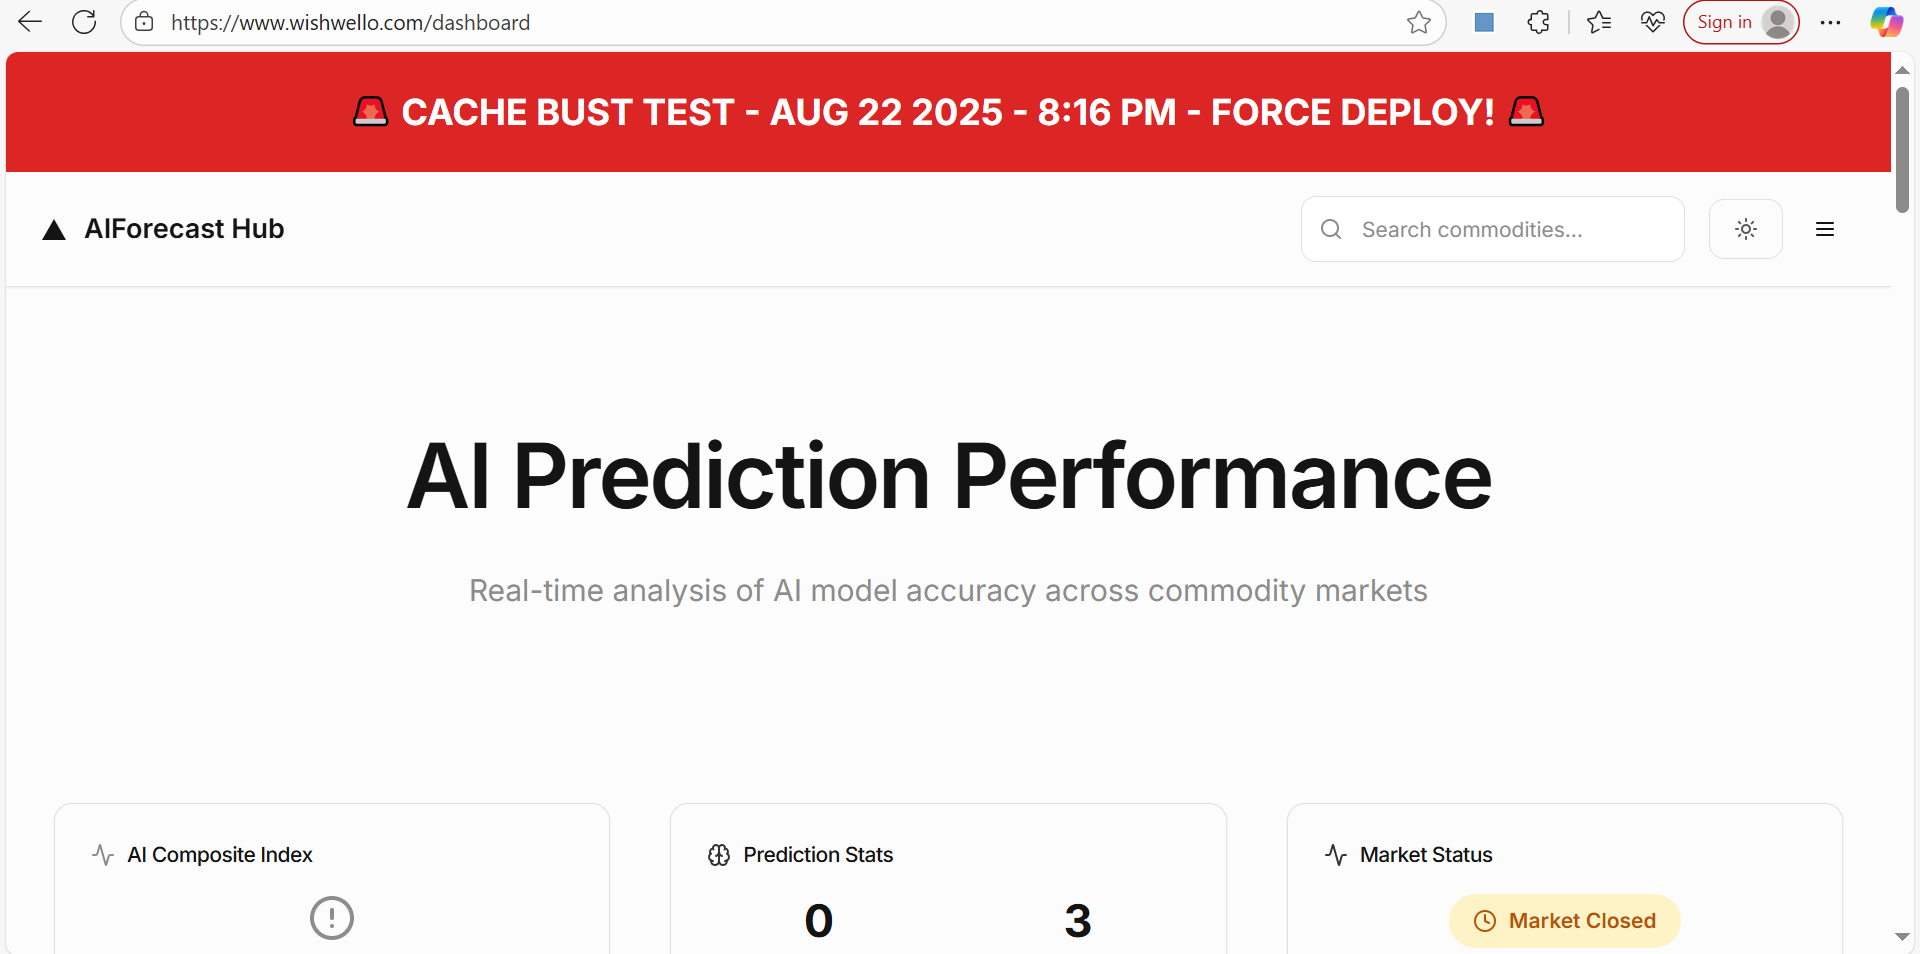 https://www.wishwello.com/dashboard
Sign in
🚨 CACHE BUST TEST - AUG 22 2025 - 8:16 PM - FORCE DEPLOY! 🚨
AIForecast Hub
Search commodities...
AI Prediction Performance
Real-time analysis of AI model accuracy across commodity markets
AI Composite Index
Prediction Stats
0 3
Market Status
Market Closed